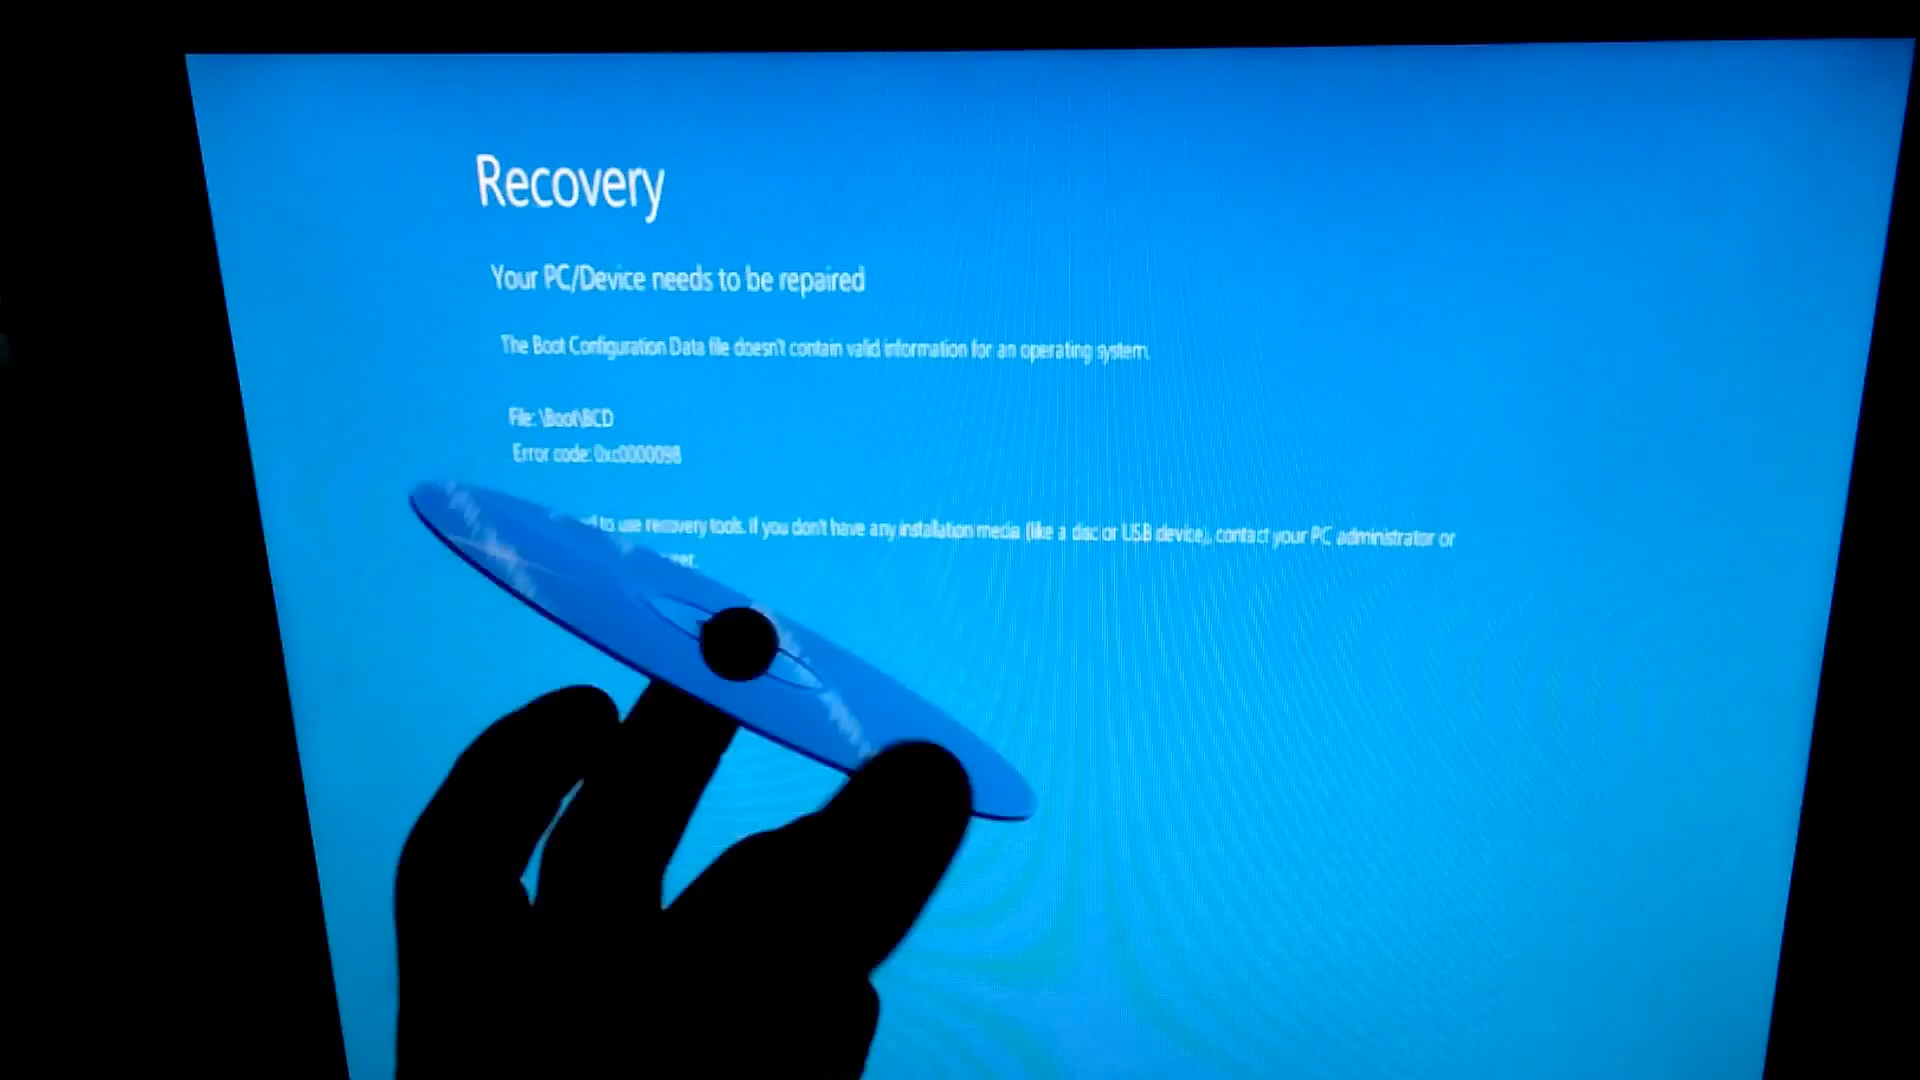 Recovery
Your PC/Device needs to be repaired
The Boot Configuration Data file doesn't contain valid information for an operating system.
File: \Boot\BCD
Error code: 0xc0000098
to use recovery tools. If you don't have any installation media (like a disc or USB device), contact your PC administrator or